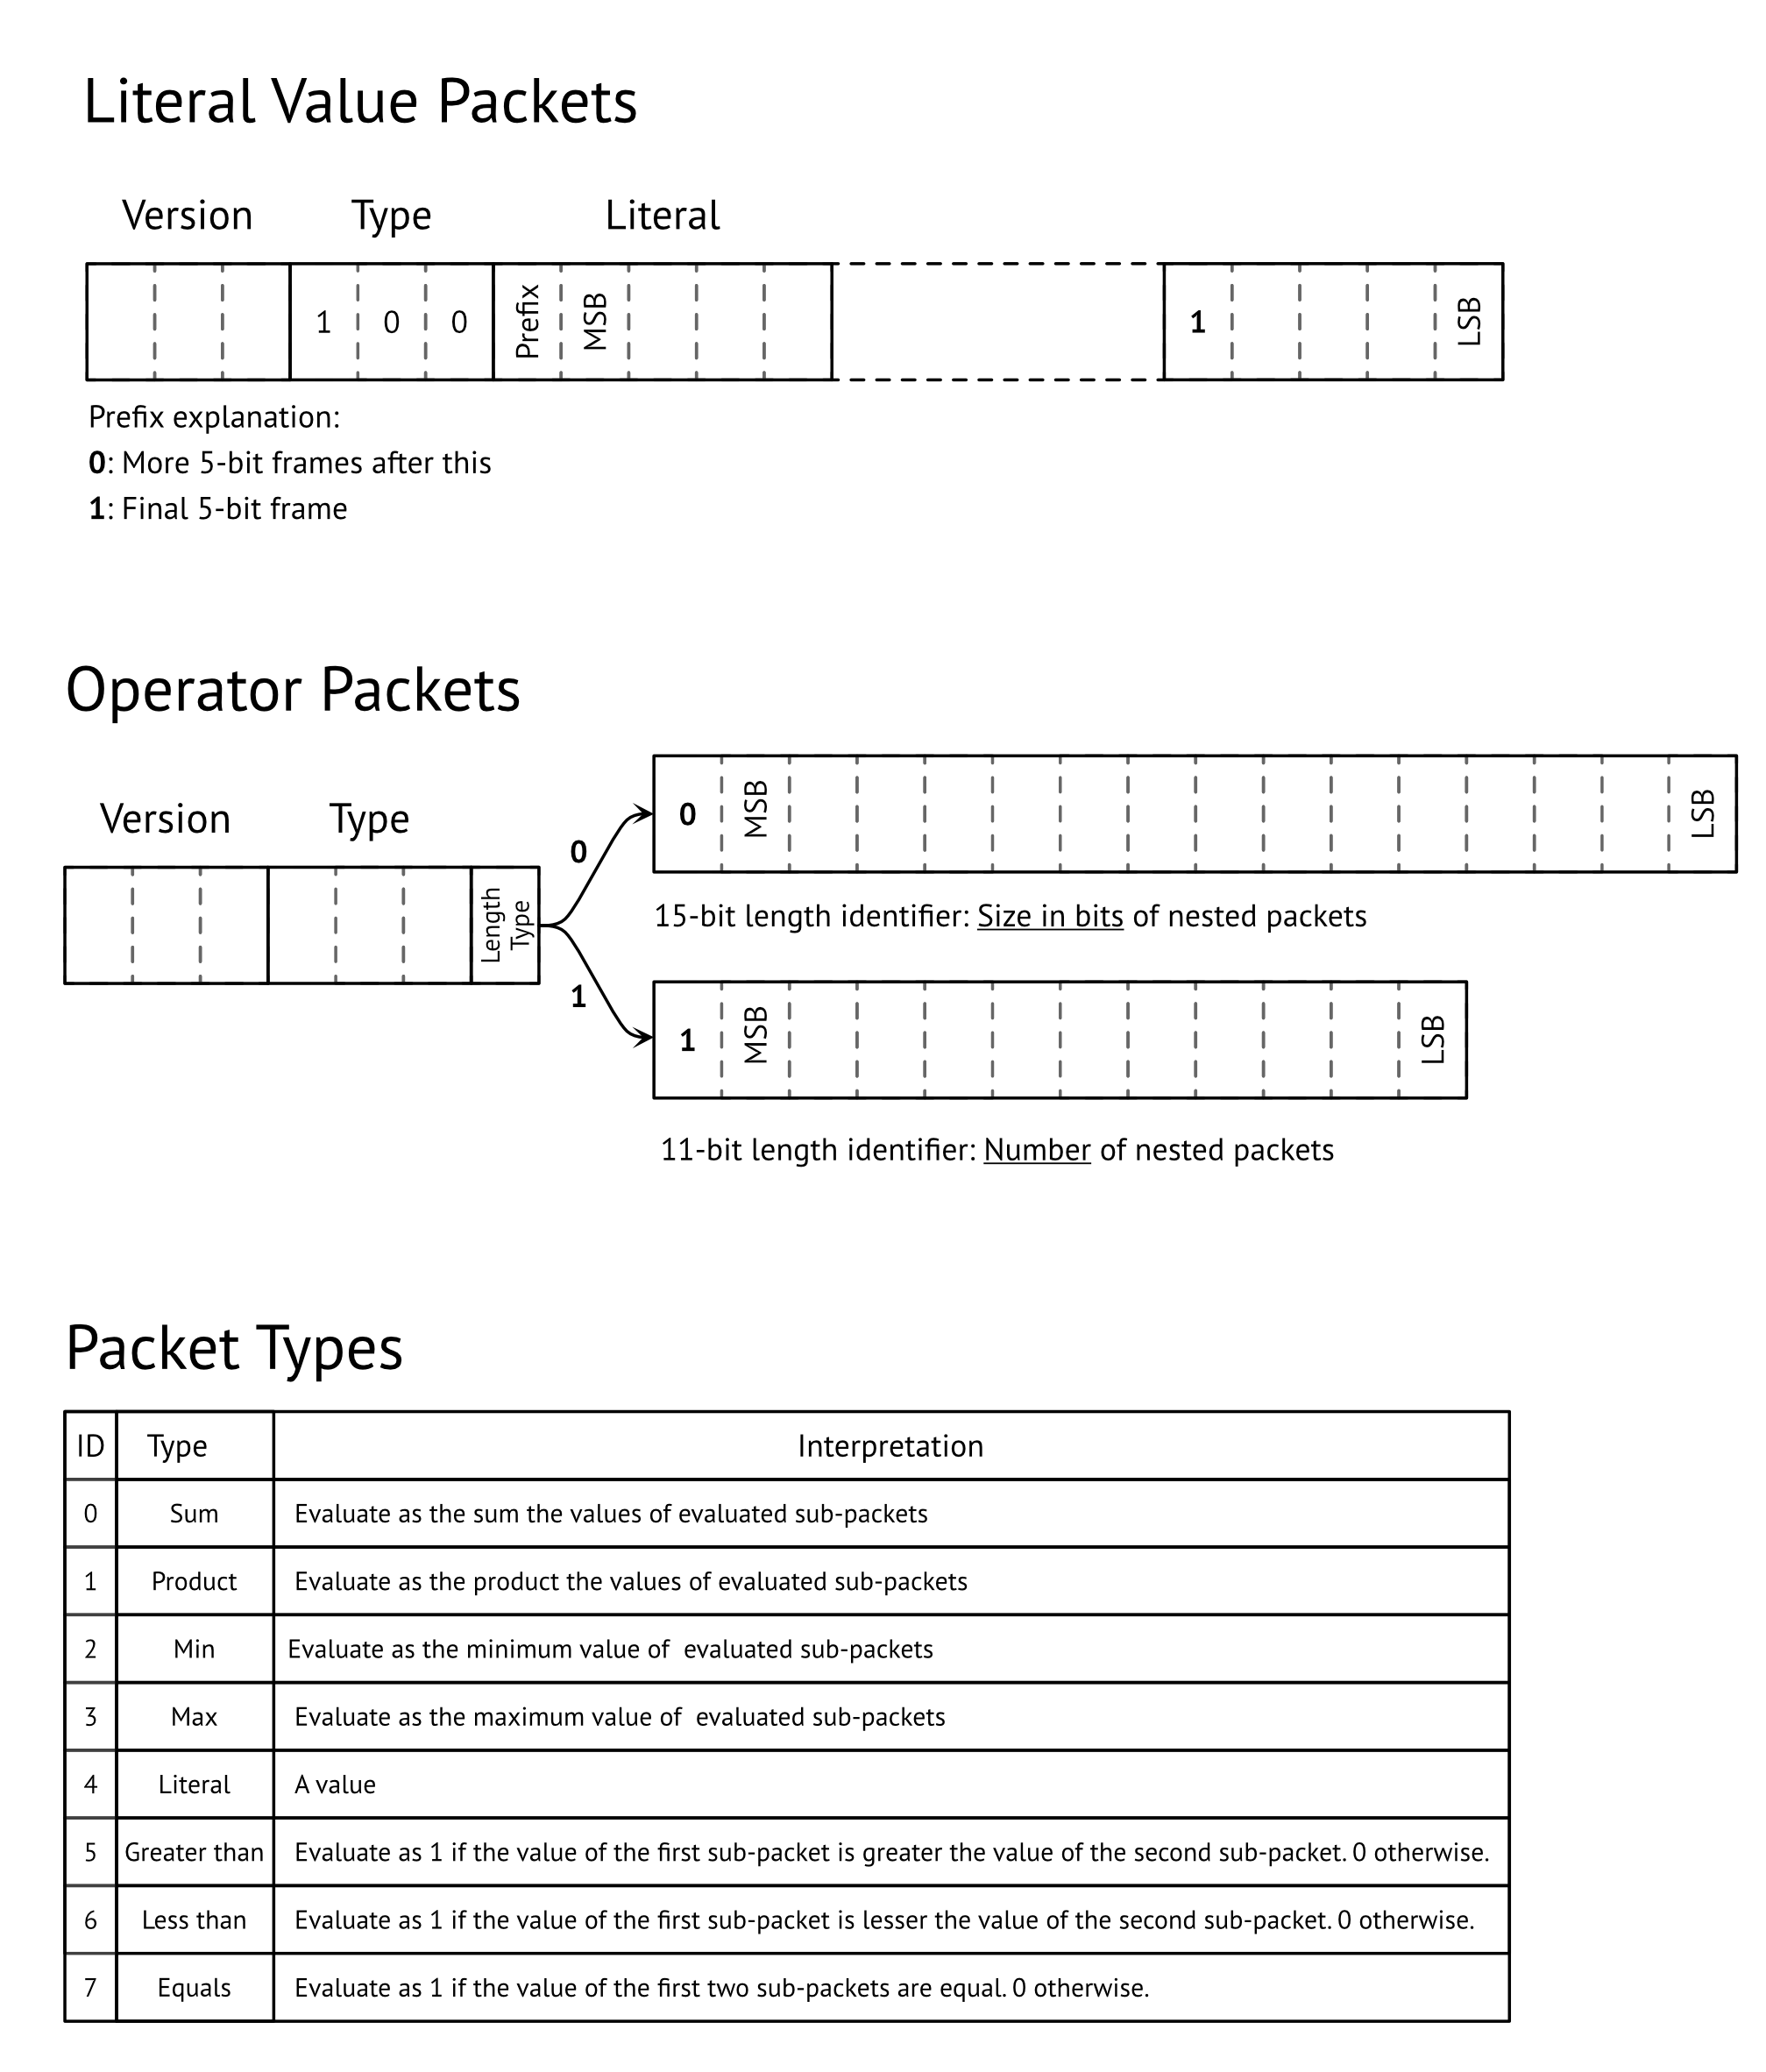 Literal Value Packets
Version Type Literal
1 0 0 Prefix MSB 1 LSB
Prefix explanation:
0: More 5-bit frames after this
1: Final 5-bit frame
Operator Packets
Version Type
Length
Type
0
0 MSB LSB
15-bit length identifier: Size in bits of nested packets
1
1 MSB LSB
11-bit length identifier: Number of nested packets
Packet Types
ID Type Interpretation
0 Sum Evaluate as the sum the values of evaluated sub-packets
1 Product Evaluate as the product the values of evaluated sub-packets
2 Min Evaluate as the minimum value of  evaluated sub-packets
3 Max Evaluate as the maximum value of  evaluated sub-packets
4 Literal A value
5 Greater than Evaluate as 1 if the value of the first sub-packet is greater the value of the second sub-packet. 0 otherwise.
6 Less than Evaluate as 1 if the value of the first sub-packet is lesser the value of the second sub-packet. 0 otherwise.
7 Equals Evaluate as 1 if the value of the first two sub-packets are equal. 0 otherwise.